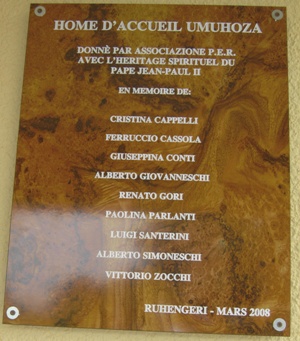 HOME D'ACCUEIL UMUHOZA
DONNÈ PAR ASSOCIAZIONE P.E.R.
AVEC L'HERITAGE SPIRITUEL DU
PAPE JEAN-PAUL II
EN MEMOIRE DE:
CRISTINA CAPPELLI
FERRUCCIO CASSOLA
GIUSEPPINA CONTI
ALBERTO GIOVANNESCHI
RENATO GORI
PAOLINA PARLANTI
LUIGI SANTERINI
ALBERTO SIMONESCHI
VITTORIO ZOCCHI
RUHENGERI - MARS 2008